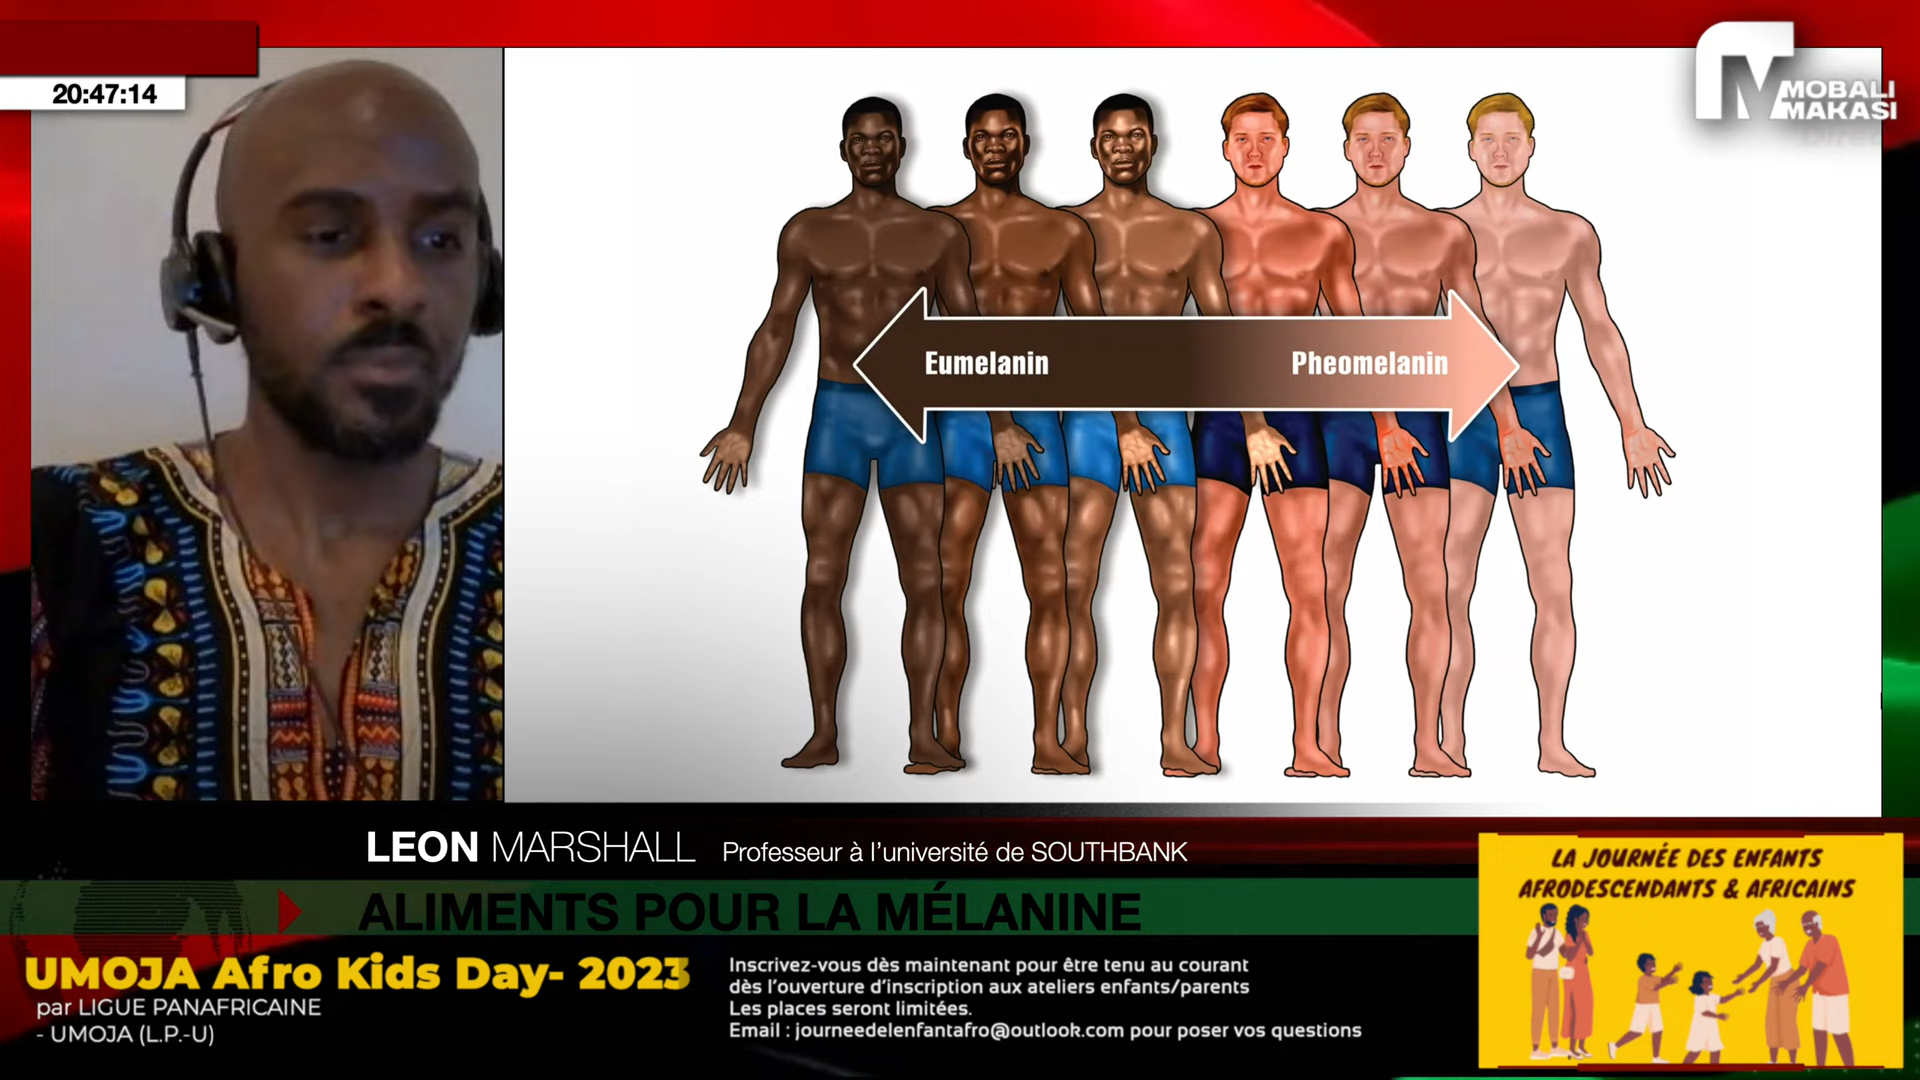 20:47:14
MOBALI
MAKASI
Direct
Eumelanin
Pheomelanin
LEON MARSHALL Professeur à l'université de SOUTHBANK
ALIMENTS POUR LA MÉLANINE
UMOJA Afro Kids Day- 2023
par LIGUE PANAFRICAINE
- UMOJA (L.P.-U)
Inscrivez-vous dès maintenant pour être tenu au courant
dès l'ouverture d'inscription aux ateliers enfants/parents
Les places seront limitées.
Email : journeedelenfantafro@outlook.com pour poser vos questions
LA JOURNÉE DES ENFANTS
AFRODESCENDANTS & AFRICAINS